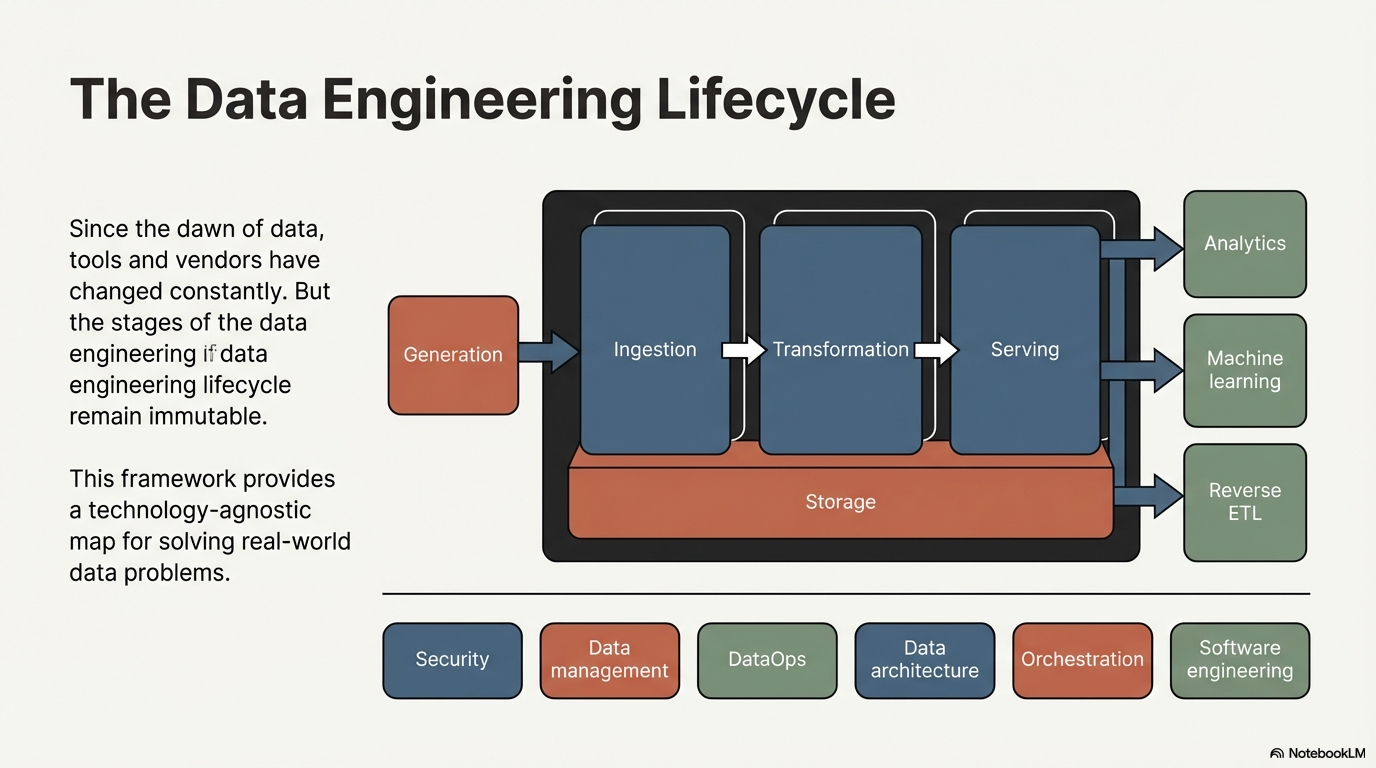 The Data Engineering Lifecycle
Since the dawn of data,
tools and vendors have
changed constantly. But
the stages of the data
engineering if data
engineering lifecycle
remain immutable.
This framework provides
a technology-agnostic
map for solving real-world
data problems.
Generation
Ingestion
Transformation
Serving
Storage
Analytics
Machine
learning
Reverse
ETL
Security
Data
management
DataOps
Data
architecture
Orchestration
Software
engineering
NotebookLM